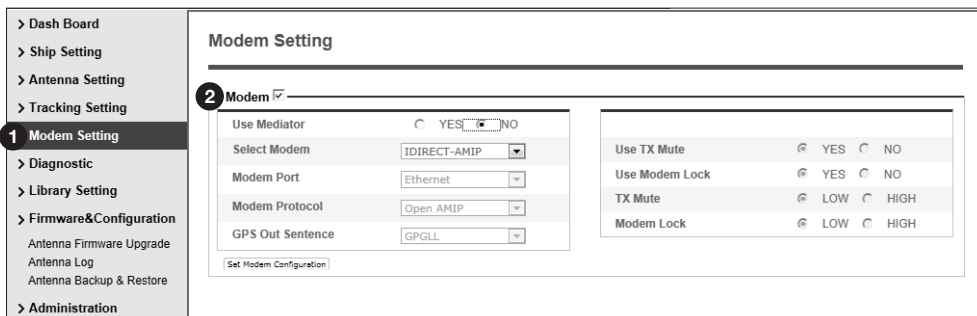 > Dash Board
> Ship Setting
> Antenna Setting
> Tracking Setting
1 Modem Setting
> Diagnostic
> Library Setting
> Firmware&Configuration
Antenna Firmware Upgrade
Antenna Log
Antenna Backup & Restore
> Administration
Modem Setting
2 Modem
Use Mediator YES NO
Select Modem IDIRECT-AMIP
Modem Port Ethernet
Modem Protocol Open AMIP
GPS Out Sentence GPGLL
Set Modem Configuration
Use TX Mute YES NO
Use Modem Lock YES NO
TX Mute LOW HIGH
Modem Lock LOW HIGH